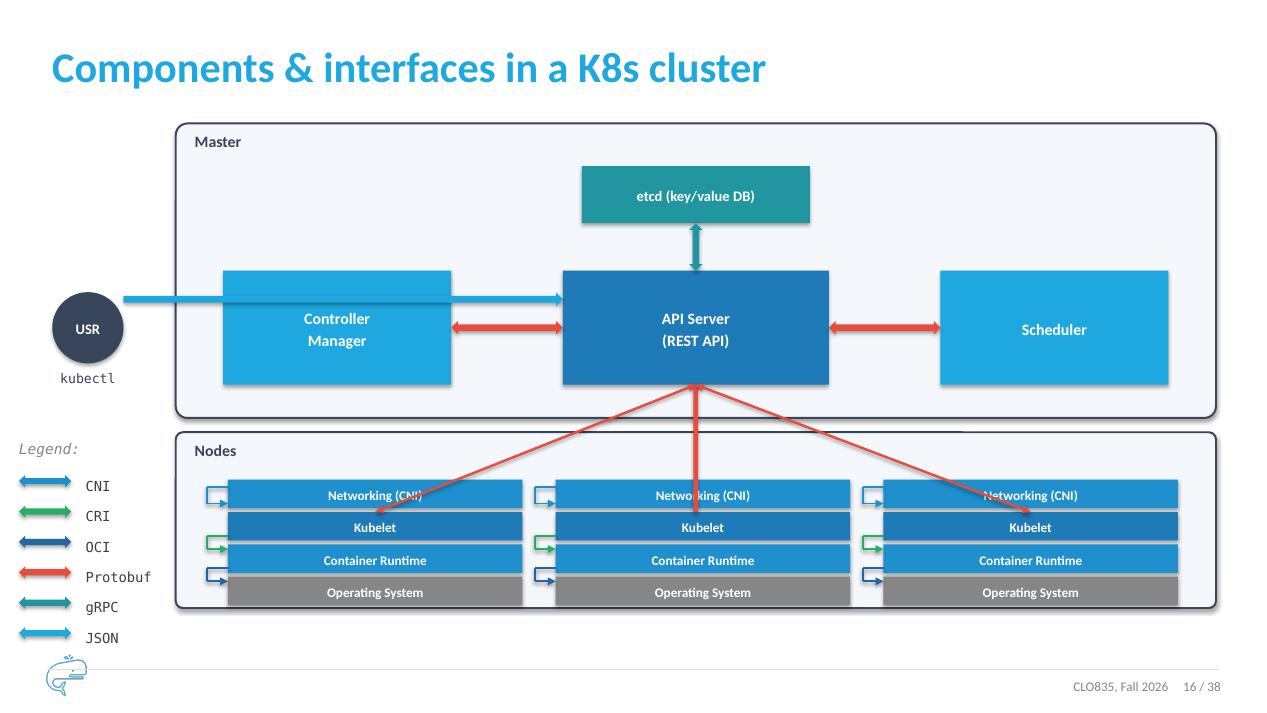 Components & interfaces in a K8s cluster
Master
etcd (key/value DB)
Controller
Manager
API Server
(REST API)
Scheduler
USR
kubectl
Legend:
CNI
CRI
OCI
Protobuf
gRPC
JSON
Nodes
Networking (CNI)
Kubelet
Container Runtime
Operating System
Networking (CNI)
Kubelet
Container Runtime
Operating System
Networking (CNI)
Kubelet
Container Runtime
Operating System
CLO835, Fall 2026 16 / 38